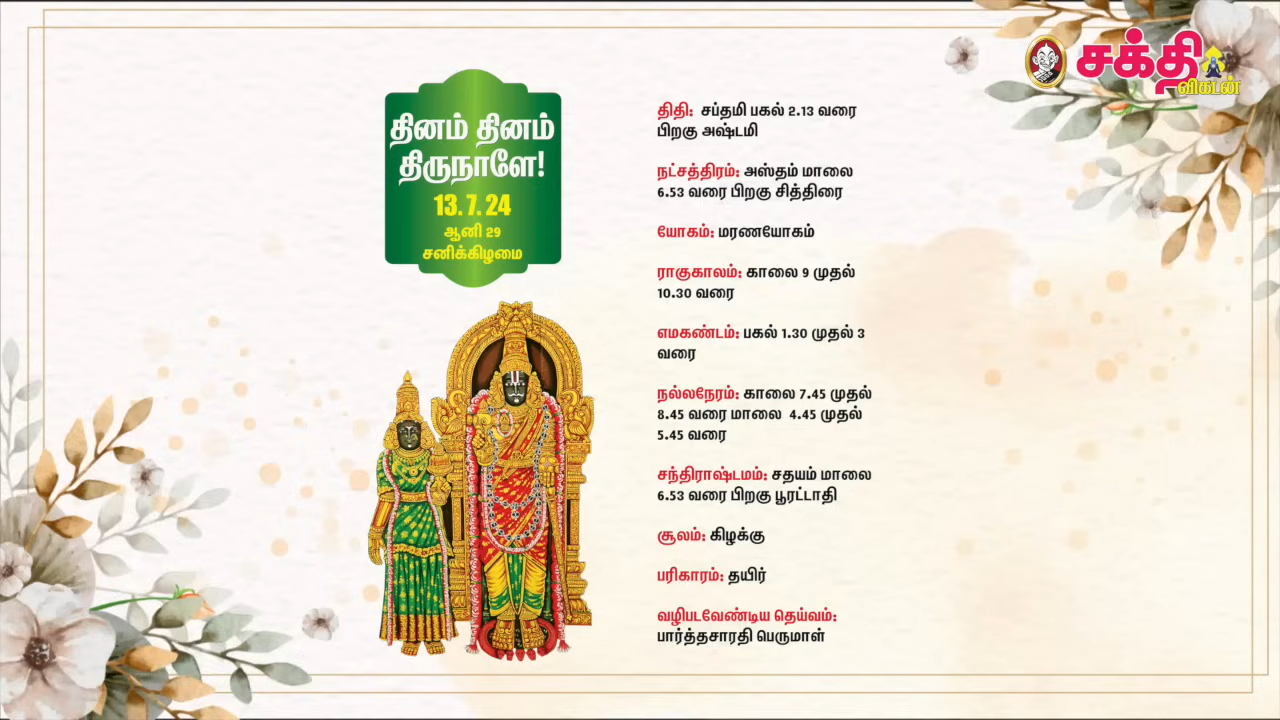 சக்தி
விகடன்
தினம் தினம்
திருநாளே!
13.7.24
ஆனி 29
சனிக்கிழமை
திதி: சப்தமி பகல் 2.13 வரை
பிறகு அஷ்டமி
நட்சத்திரம்: அஸ்தம் மாலை
6.53 வரை பிறகு சித்திரை
யோகம்: மரணயோகம்
ராகுகாலம்: காலை 9 முதல்
10.30 வரை
எமகண்டம்: பகல் 1.30 முதல் 3
வரை
நல்லநேரம்: காலை 7.45 முதல்
8.45 வரை மாலை 4.45 முதல்
5.45 வரை
சந்திராஷ்டமம்: சதயம் மாலை
6.53 வரை பிறகு பூரட்டாதி
சூலம்: கிழக்கு
பரிகாரம்: தயிர்
வழிபடவேண்டிய தெய்வம்:
பார்த்தசாரதி பெருமாள்